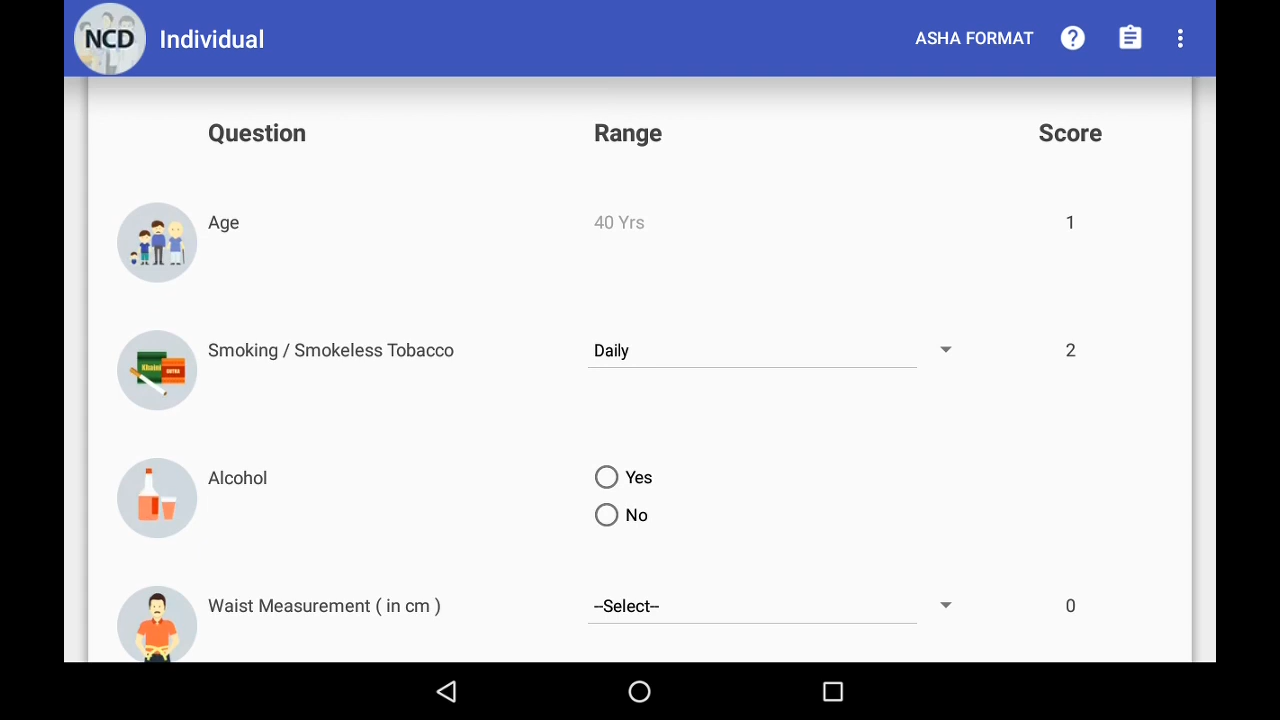 NCD Individual ASHA FORMAT ?
Question Range Score
Age 40 Yrs 1
Smoking / Smokeless Tobacco Daily 2
Khaini
Alcohol Yes
No
Waist Measurement ( in cm ) --Select-- 0